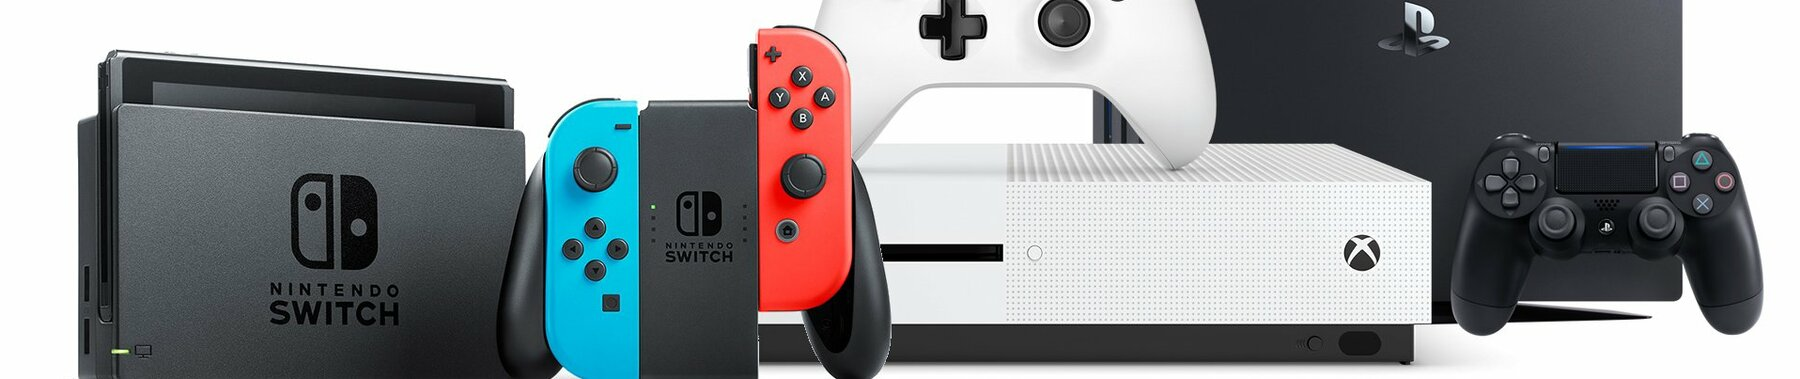 NINTENDO
SWITCH
NINTENDO
SWITCH
X
Y
A
B